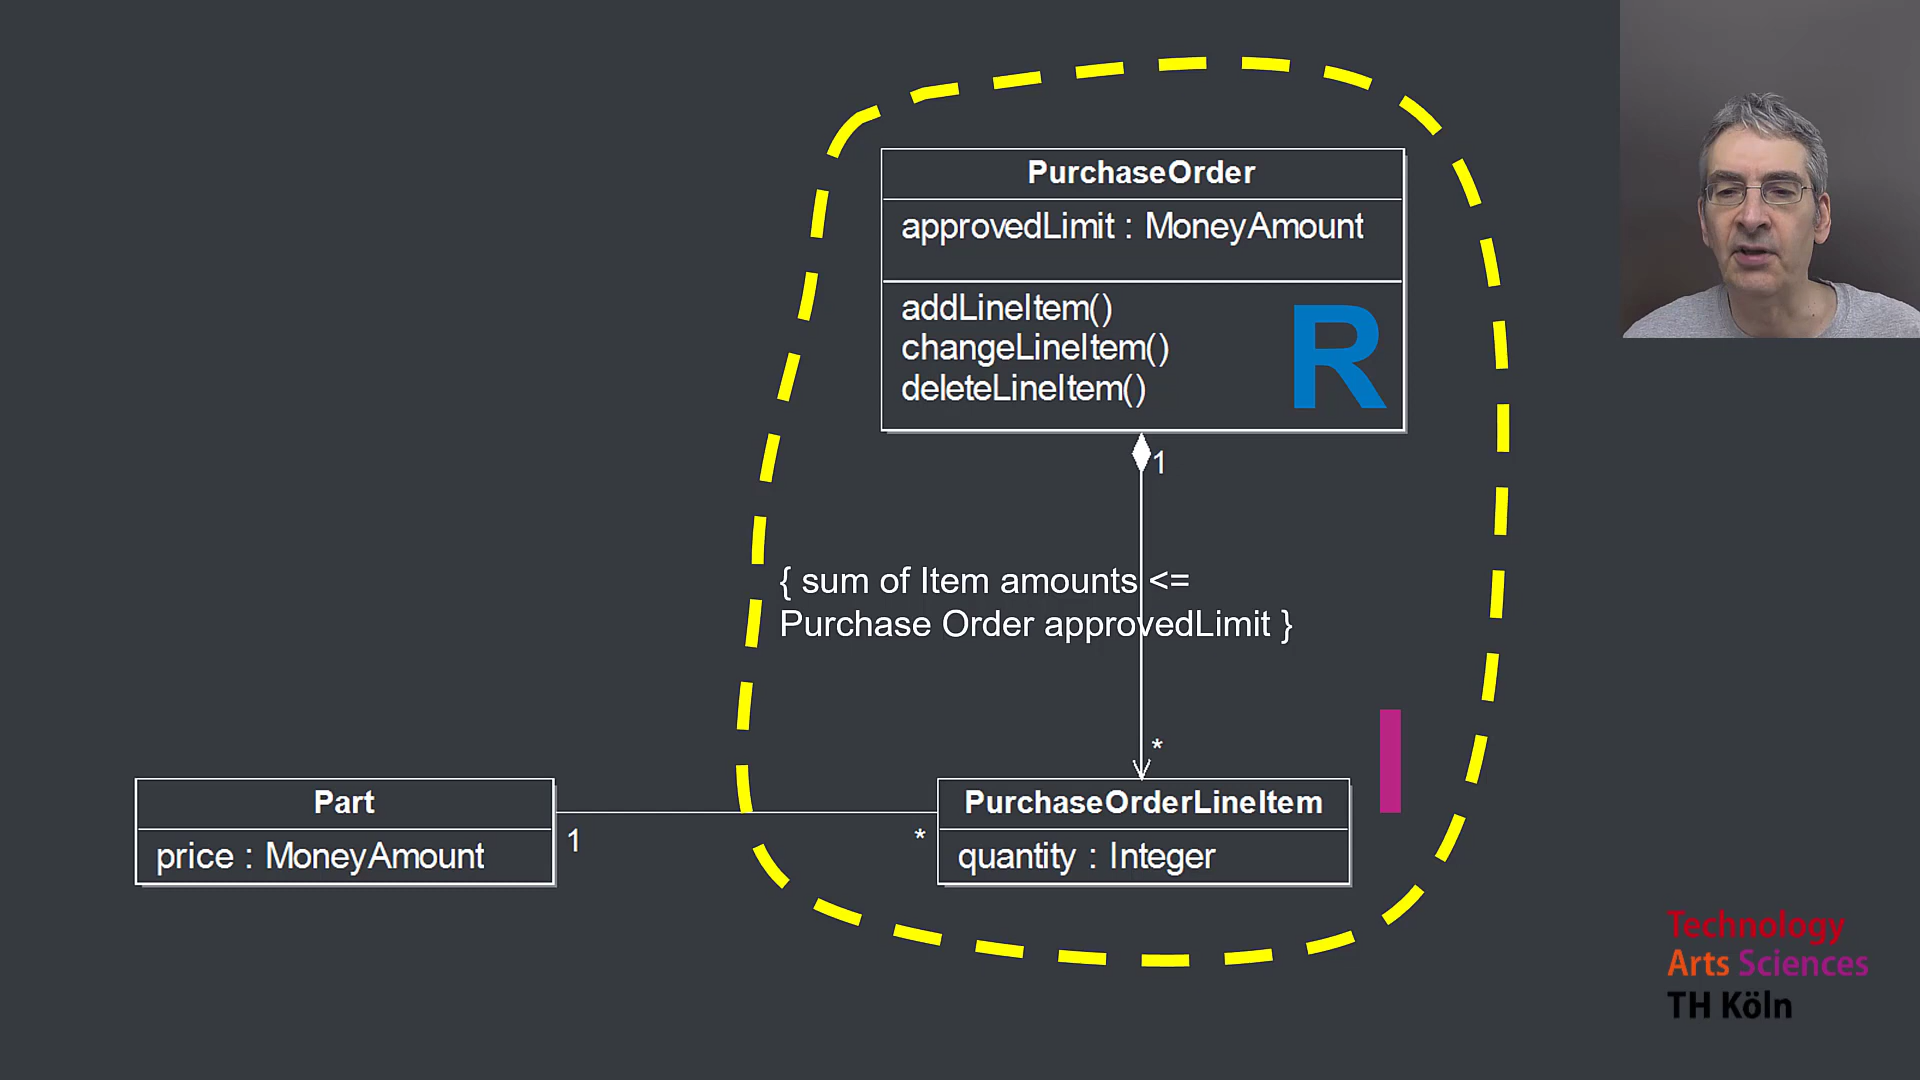 PurchaseOrder
approvedLimit : MoneyAmount
addLineItem()
changeLineItem()
deleteLineItem()
R
1
{ sum of Item amounts <=
Purchase Order approvedLimit }
*
I
Part
price : MoneyAmount
1
*
PurchaseOrderLineItem
quantity : Integer
Technology
Arts Sciences
TH Köln